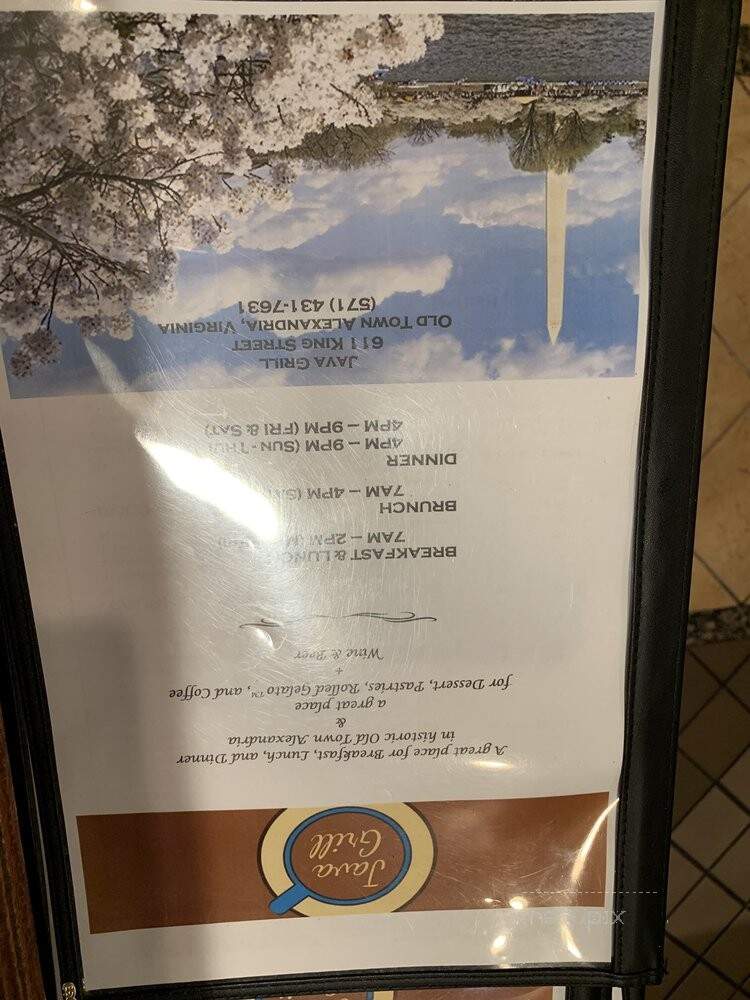 Java
Grill
A great place for Breakfast, Lunch, and Dinner
in historic Old Town Alexandria
&
a great place
for Dessert, Pastries, Rolled Gelato™, and Coffee
+
Wine & Beer
BREAKFAST & LUNCH
7AM – 2PM
BRUNCH
7AM – 4PM
DINNER
4PM – 9PM (SUN - THU)
4PM – 9PM (FRI & SAT)
JAVA GRILL
611 KING STREET
OLD TOWN ALEXANDRIA, VIRGINIA
(571) 431-7631